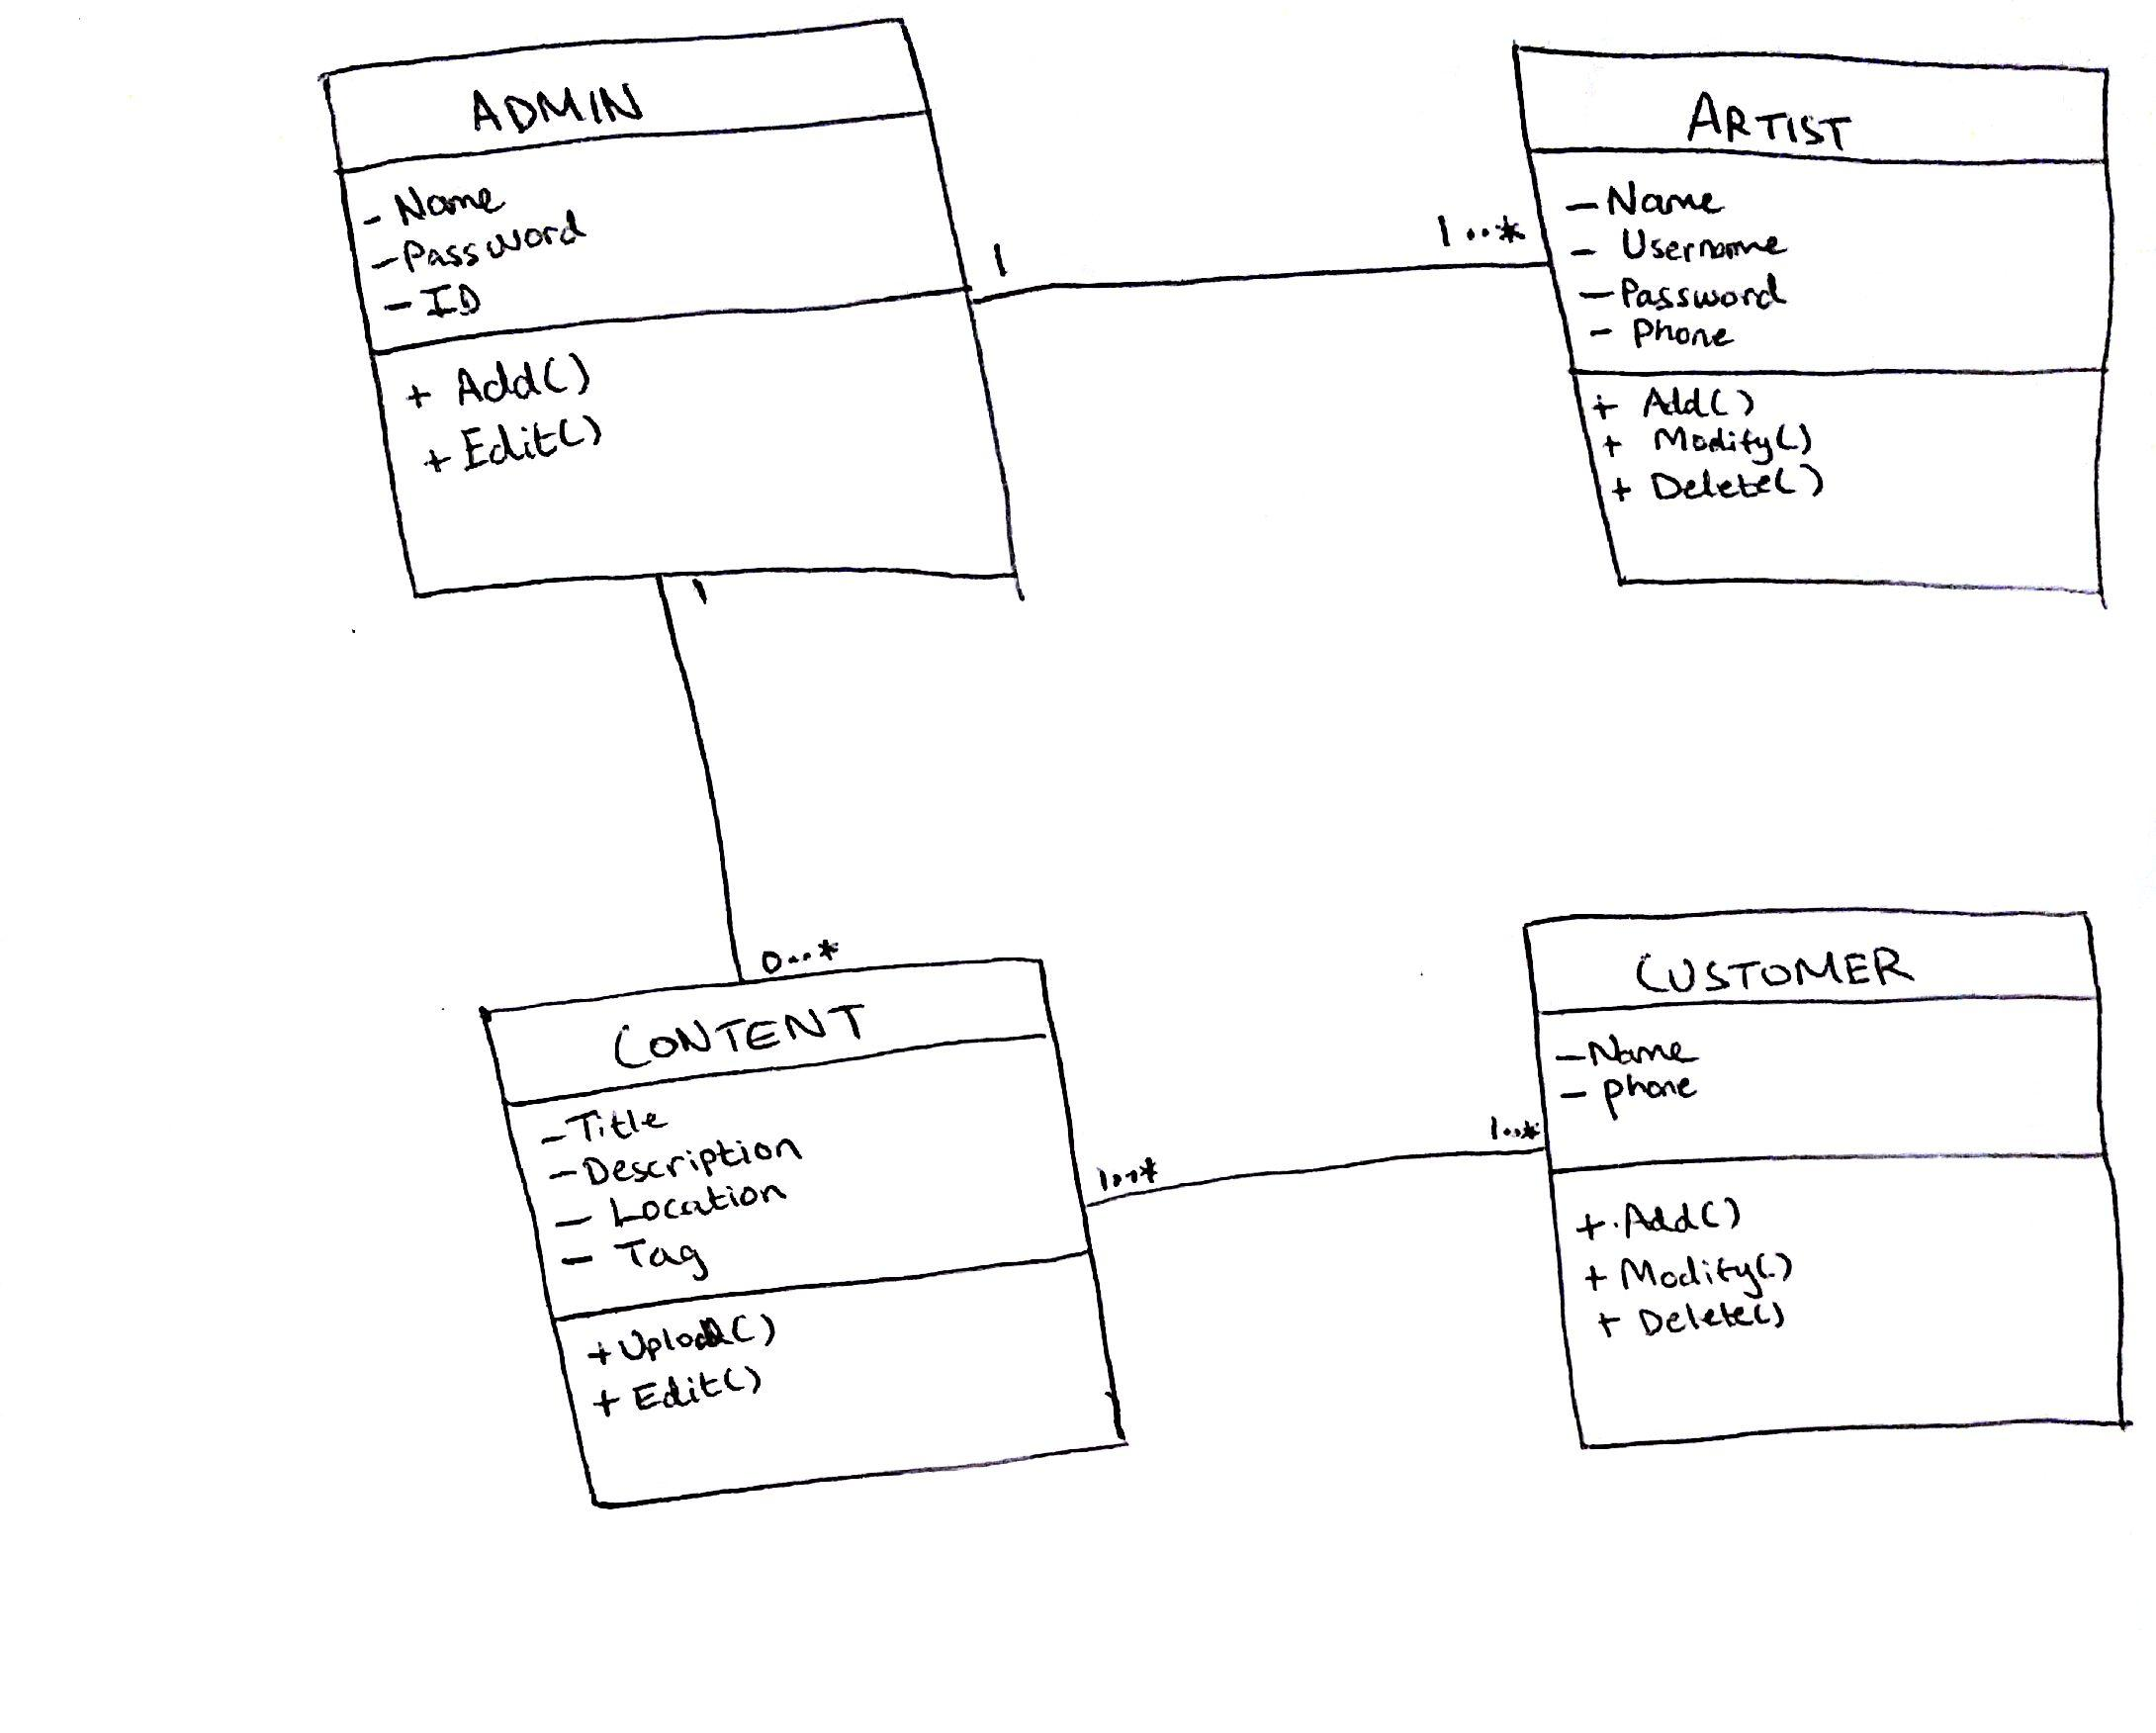 ADMIN
- Name
- Password
- ID
+ Add()
+ Edit()
1
1..*
ARTIST
- Name
- Username
- Password
- Phone
+ Add()
+ Modify()
+ Delete()
1
0...*
CONTENT
- Title
- Description
- Location
- Tag
+ Upload()
+ Edit()
1...*
1..*
CUSTOMER
- Name
- phone
+ Add()
+ Modify()
+ Delete()